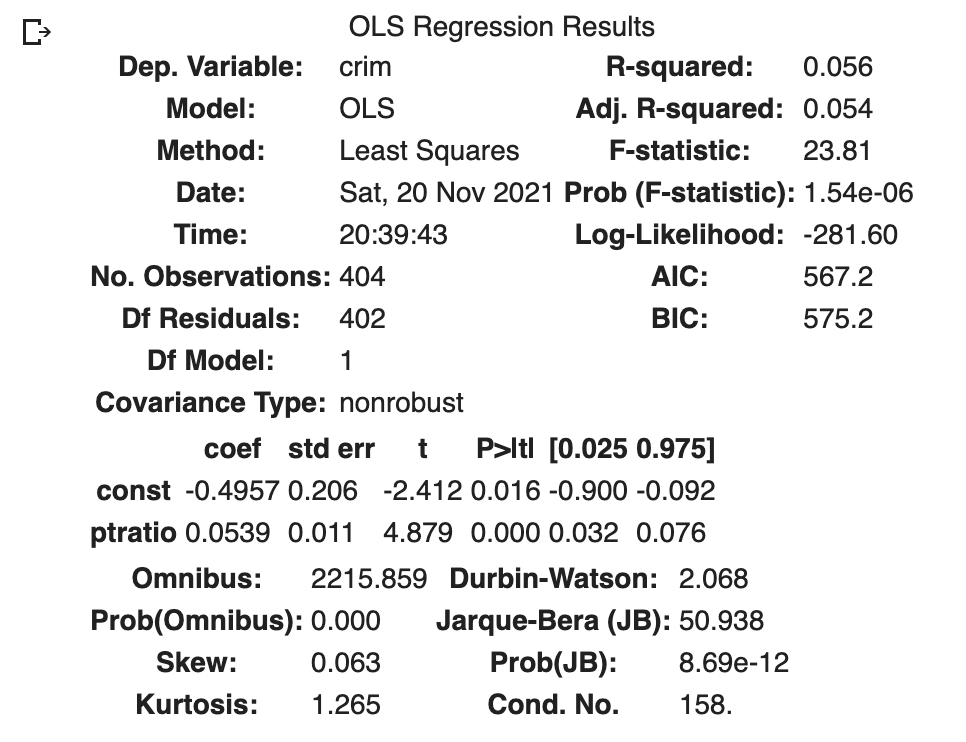 OLS Regression Results
Dep. Variable: crim R-squared: 0.056
Model: OLS Adj. R-squared: 0.054
Method: Least Squares F-statistic: 23.81
Date: Sat, 20 Nov 2021 Prob (F-statistic): 1.54e-06
Time: 20:39:43 Log-Likelihood: -281.60
No. Observations: 404 AIC: 567.2
Df Residuals: 402 BIC: 575.2
Df Model: 1
Covariance Type: nonrobust
coef std err t P>|t| [0.025 0.975]
const -0.4957 0.206 -2.412 0.016 -0.900 -0.092
ptratio 0.0539 0.011 4.879 0.000 0.032 0.076
Omnibus: 2215.859 Durbin-Watson: 2.068
Prob(Omnibus): 0.000 Jarque-Bera (JB): 50.938
Skew: 0.063 Prob(JB): 8.69e-12
Kurtosis: 1.265 Cond. No. 158.